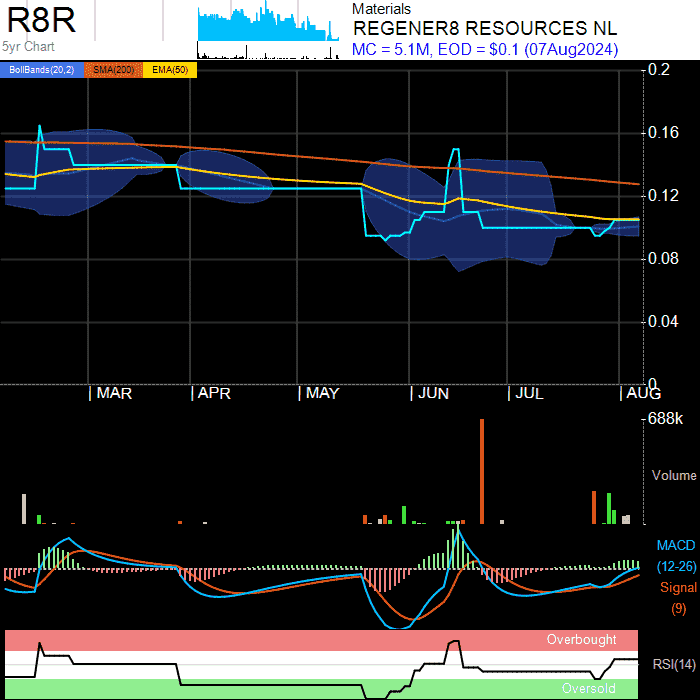 R8R
5yr Chart
Materials
REGENER8 RESOURCES NL
MC = 5.1M, EOD = $0.1 (07Aug2024)
BollBands(20,2) SMA(200) EMA(50)
0.2
0.16
0.12
0.08
0.04
0
MAR APR MAY JUN JUL AUG
688k
Volume
MACD
(12-26)
Signal
(9)
Overbought
RSI(14)
Oversold